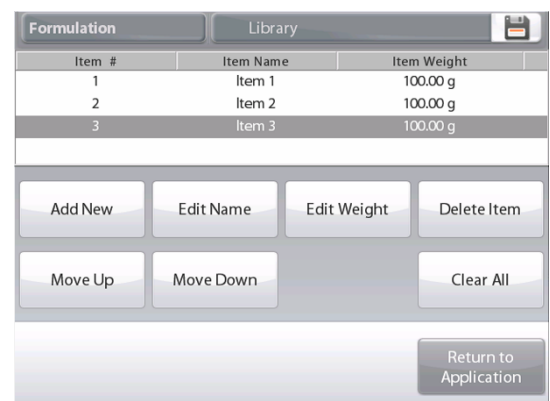 Formulation Library
Item # Item Name Item Weight
1 Item 1 100.00 g
2 Item 2 100.00 g
3 Item 3 100.00 g
Add New Edit Name Edit Weight Delete Item
Move Up Move Down Clear All
Return to
Application